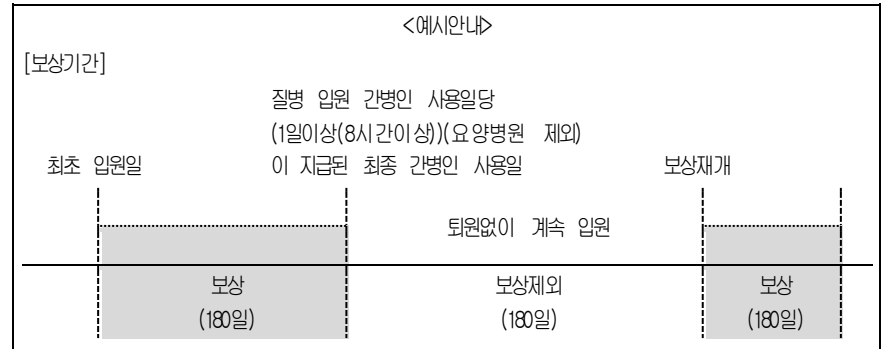 <예시안내>
[보상기간]
질병 입원 간병인 사용일당
(1일이상(8시간이상))(요양병원 제외)
최초 입원일 이 지급된 최종 간병인 사용일 보상재개
퇴원없이 계속 입원
보상 보상제외 보상
(180일) (180일) (180일)